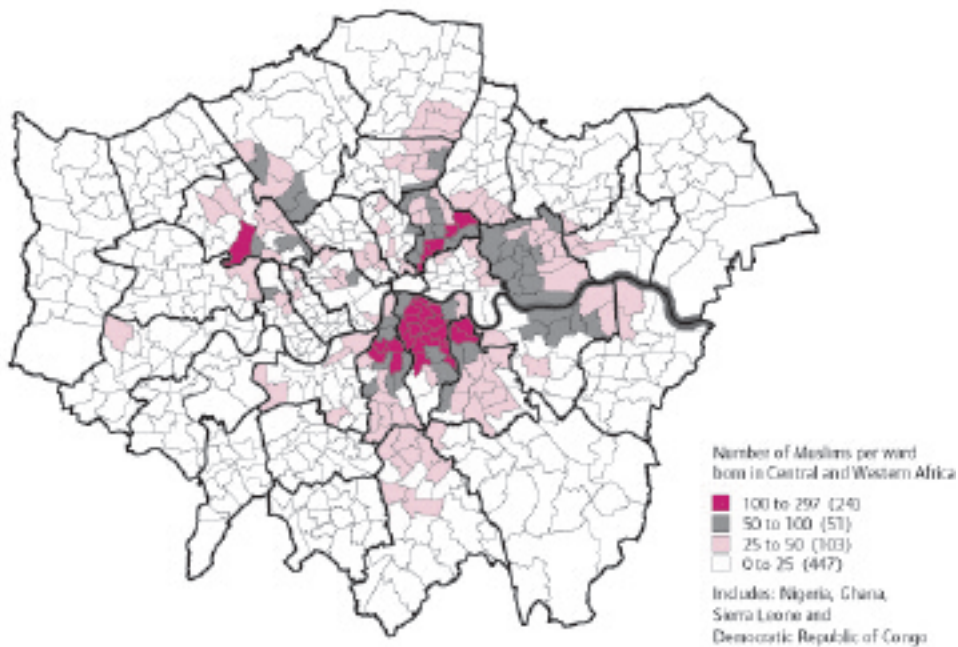 Number of Muslims per ward
born in Central and Western Africa
100 to 297 (24)
50 to 100 (51)
25 to 50 (103)
0 to 25 (447)
Includes: Nigeria, Ghana,
Sierra Leone and
Democratic Republic of Congo